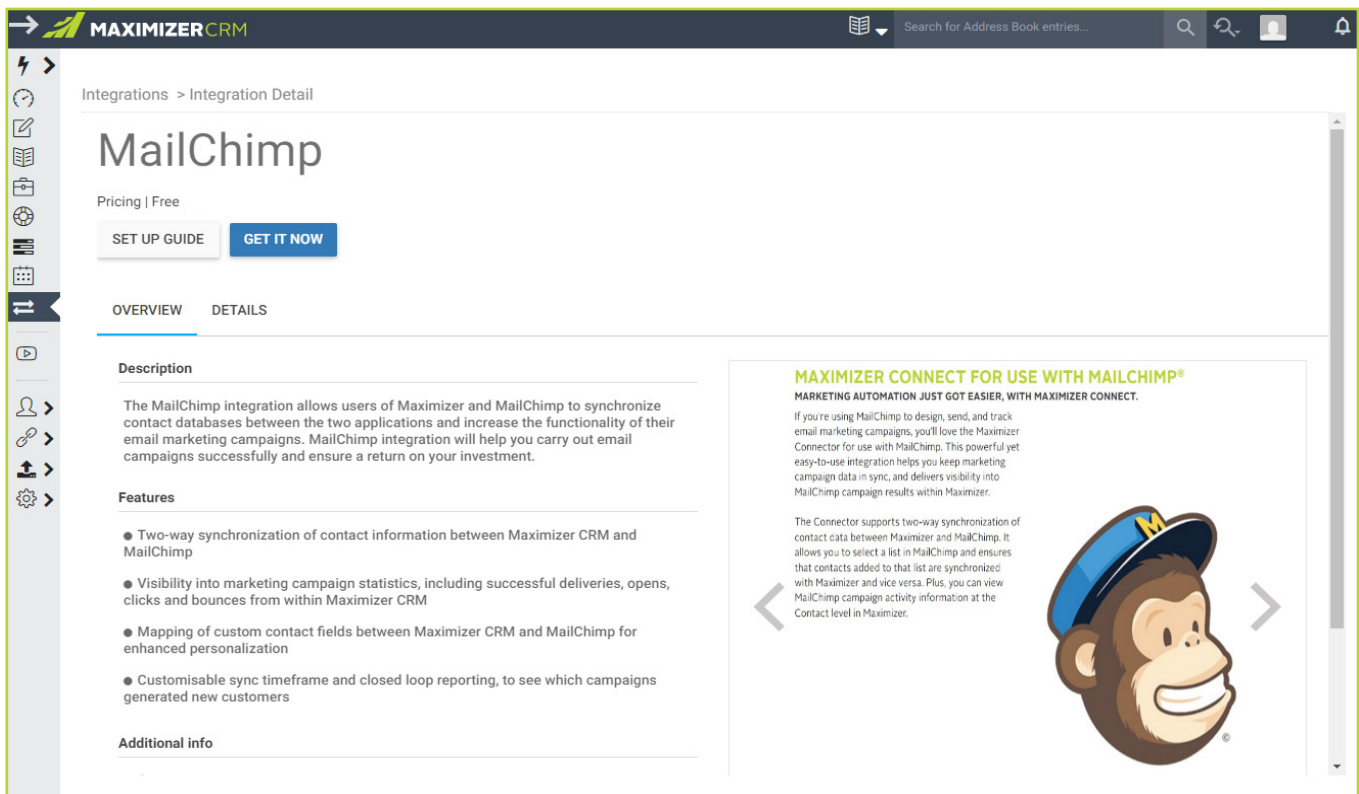 MAXIMIZERCRM
Search for Address Book entries...
Integrations > Integration Detail
MailChimp
Pricing | Free
SET UP GUIDE
GET IT NOW
OVERVIEW
DETAILS
Description
The MailChimp integration allows users of Maximizer and MailChimp to synchronize
contact databases between the two applications and increase the functionality of their
email marketing campaigns. MailChimp integration will help you carry out email
campaigns successfully and ensure a return on your investment.
Features
● Two-way synchronization of contact information between Maximizer CRM and
MailChimp
● Visibility into marketing campaign statistics, including successful deliveries, opens,
clicks and bounces from within Maximizer CRM
● Mapping of custom contact fields between Maximizer CRM and MailChimp for
enhanced personalization
● Customisable sync timeframe and closed loop reporting, to see which campaigns
generated new customers
Additional info
MAXIMIZER CONNECT FOR USE WITH MAILCHIMP®
MARKETING AUTOMATION JUST GOT EASIER, WITH MAXIMIZER CONNECT.
If you're using MailChimp to design, send, and track
email marketing campaigns, you'll love the Maximizer
Connector for use with MailChimp. This powerful yet
easy-to-use integration helps you keep marketing
campaign data in sync, and delivers visibility into
MailChimp campaign results within Maximizer.
The Connector supports two-way synchronization of
contact data between Maximizer and MailChimp. It
allows you to select a list in MailChimp and ensures
that contacts added to that list are synchronized
with Maximizer and vice versa. Plus, you can view
MailChimp campaign activity information at the
Contact level in Maximizer.
M
©